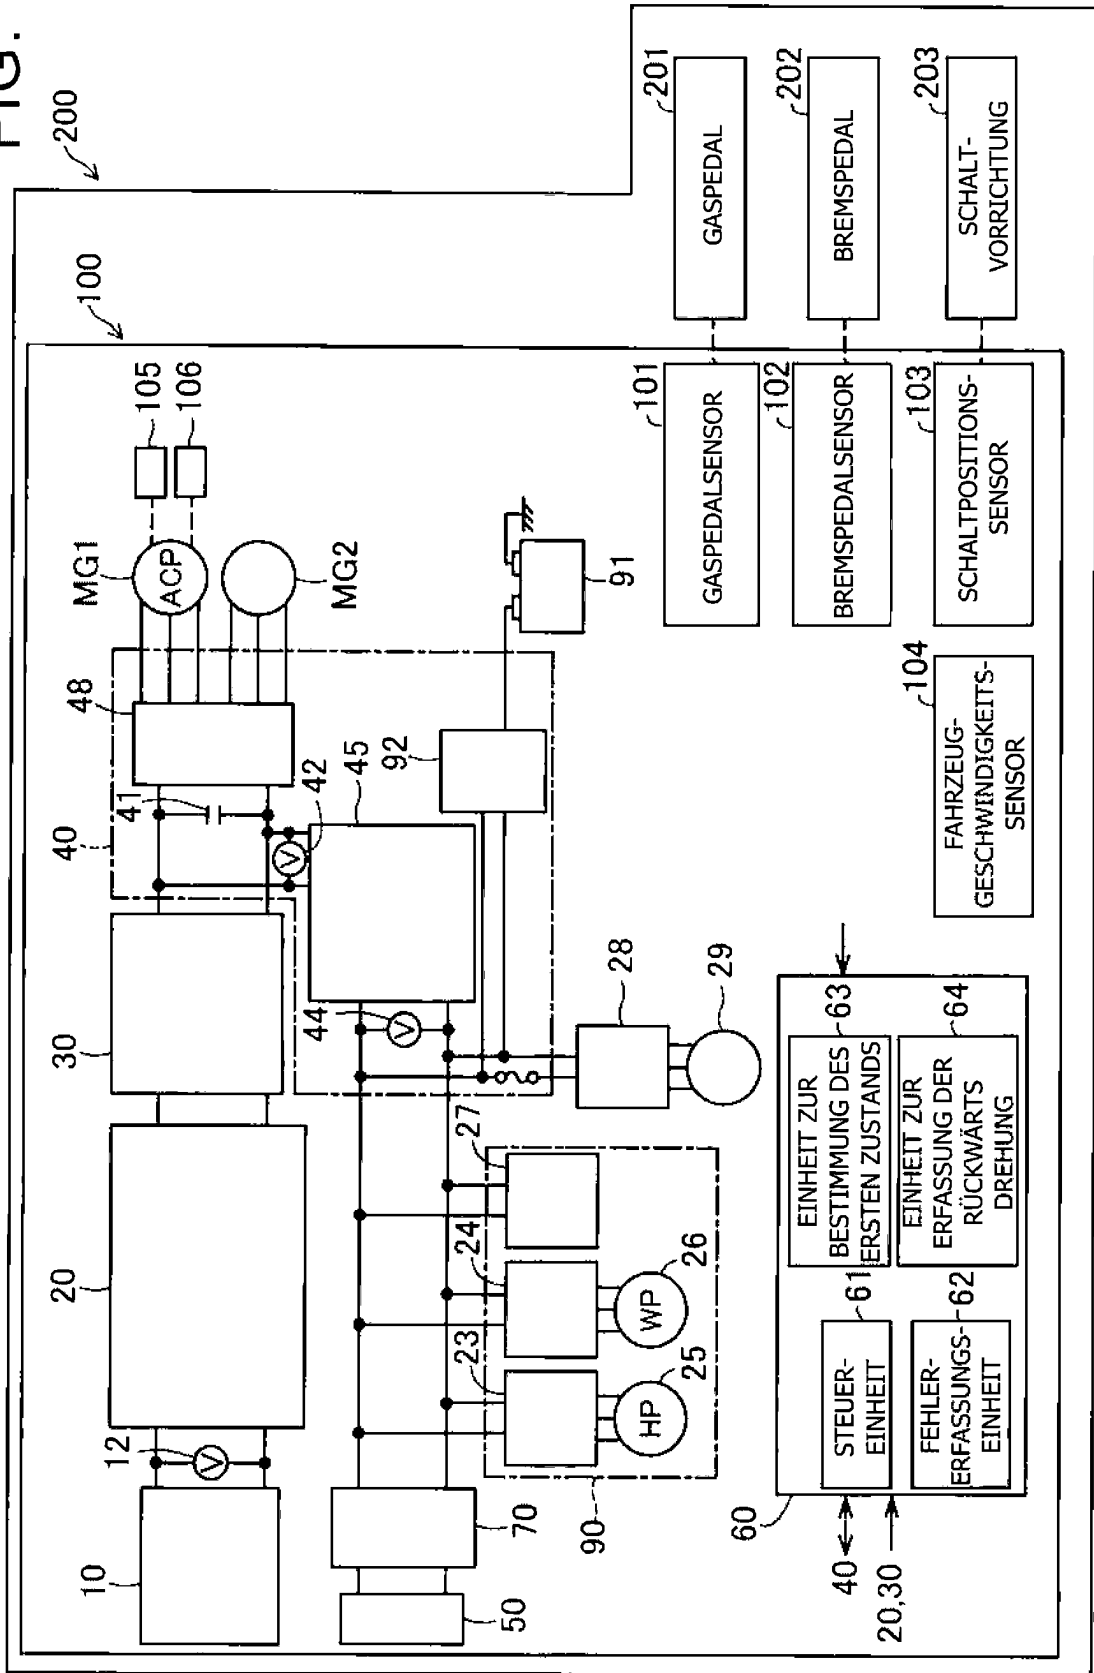 FIG.
200
100
10
12
20
30
40
41
48
MG1
ACP
105
106
MG2
V
V
42
45
92
91
50
70
V
44
23
24
27
HP
25
WP
26
90
28
29
201
GASPEDAL
202
BREMSPEDAL
203
SCHALT-
VORRICHTUNG
101
GASPEDALSENSOR
102
BREMSPEDALSENSOR
103
SCHALTPOSITIONS-
SENSOR
104
FAHRZEUG-
GESCHWINDIGKEITS-
SENSOR
60
40
20,30
61
STEUER-
EINHEIT
62
FEHLER-
ERFASSUNGS-
EINHEIT
63
EINHEIT ZUR
BESTIMMUNG DES
ERSTEN ZUSTANDS
64
EINHEIT ZUR
ERFASSUNG DER
RÜCKWÄRTS
DREHUNG